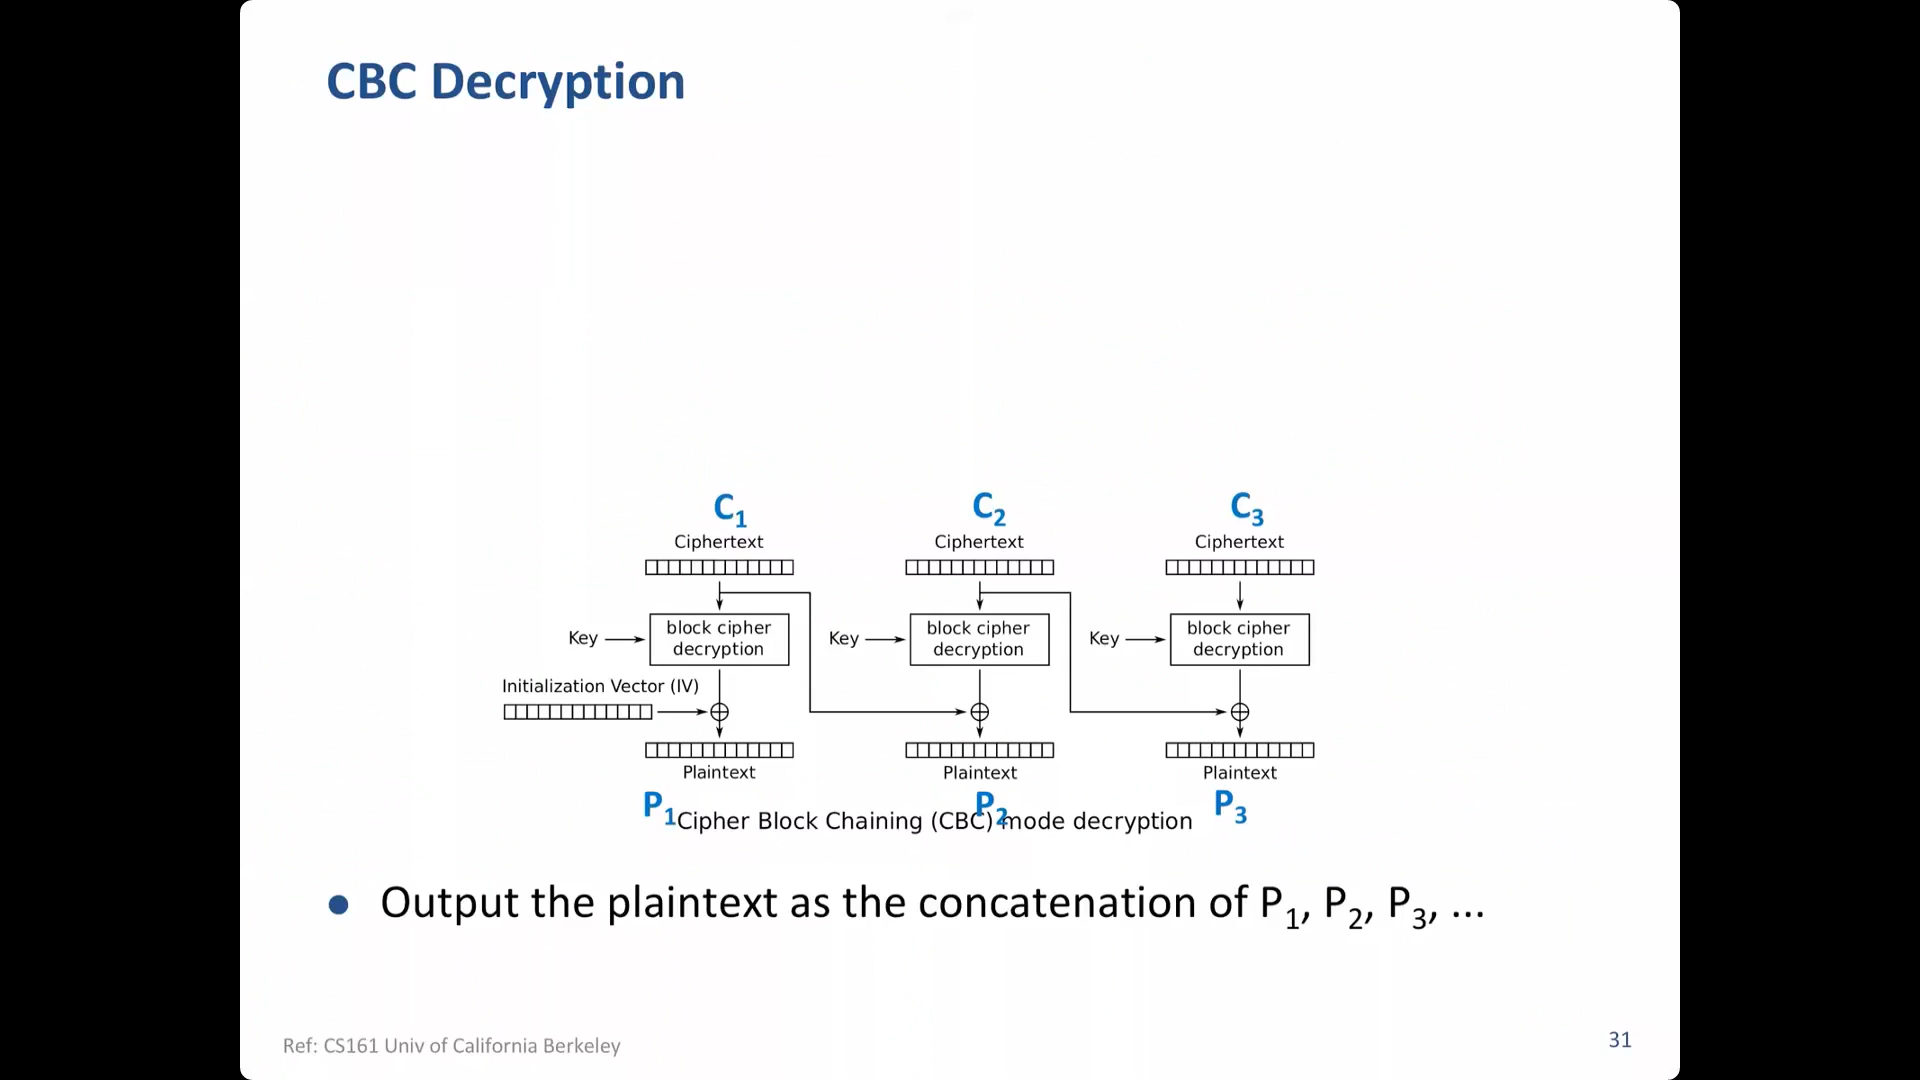 CBC Decryption
C1 C2 C3
Ciphertext Ciphertext Ciphertext
Key block cipher decryption Key block cipher decryption Key block cipher decryption
Initialization Vector (IV)
Plaintext Plaintext Plaintext
P1 P2 P3
Cipher Block Chaining (CBC) mode decryption
● Output the plaintext as the concatenation of P1, P2, P3, ...
Ref: CS161 Univ of California Berkeley
31